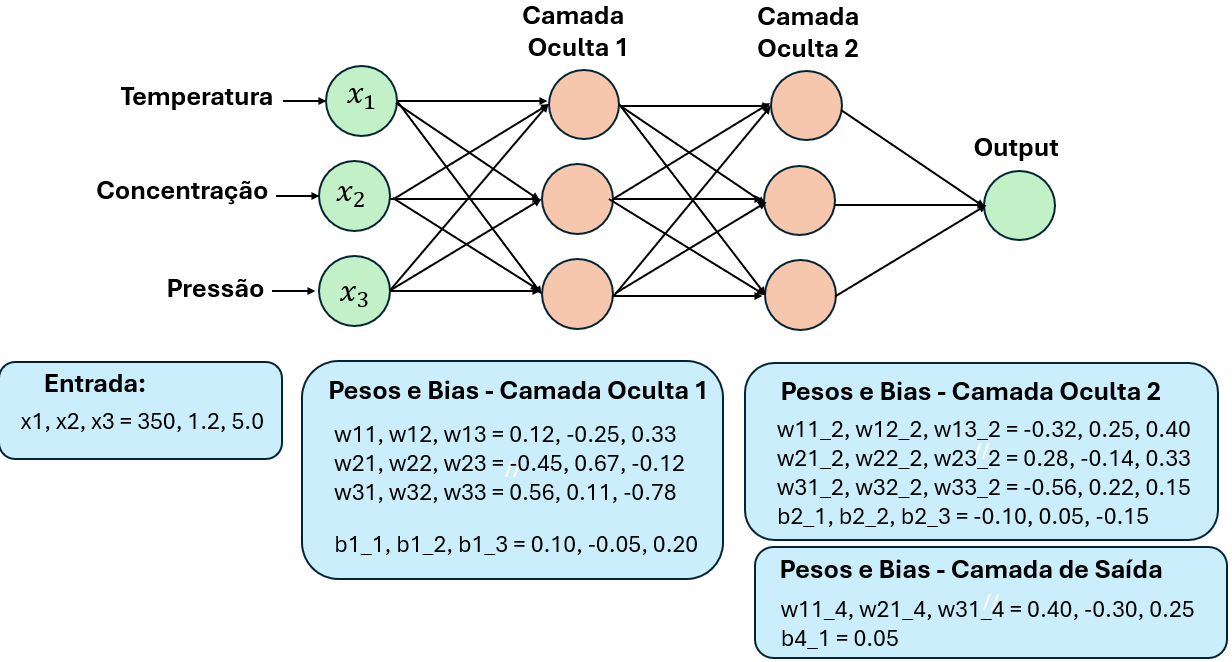 Camada
Oculta 1
Camada
Oculta 2
Temperatura
x₁
Concentração
x₂
Pressão
x₃
Output
Entrada:
x1, x2, x3 = 350, 1.2, 5.0
Pesos e Bias - Camada Oculta 1
w11, w12, w13 = 0.12, -0.25, 0.33
w21, w22, w23 = -0.45, 0.67, -0.12
w31, w32, w33 = 0.56, 0.11, -0.78
b1_1, b1_2, b1_3 = 0.10, -0.05, 0.20
Pesos e Bias - Camada Oculta 2
w11_2, w12_2, w13_2 = -0.32, 0.25, 0.40
w21_2, w22_2, w23_2 = 0.28, -0.14, 0.33
w31_2, w32_2, w33_2 = -0.56, 0.22, 0.15
b2_1, b2_2, b2_3 = -0.10, 0.05, -0.15
Pesos e Bias - Camada de Saída
w11_4, w21_4, w31_4 = 0.40, -0.30, 0.25
b4_1 = 0.05